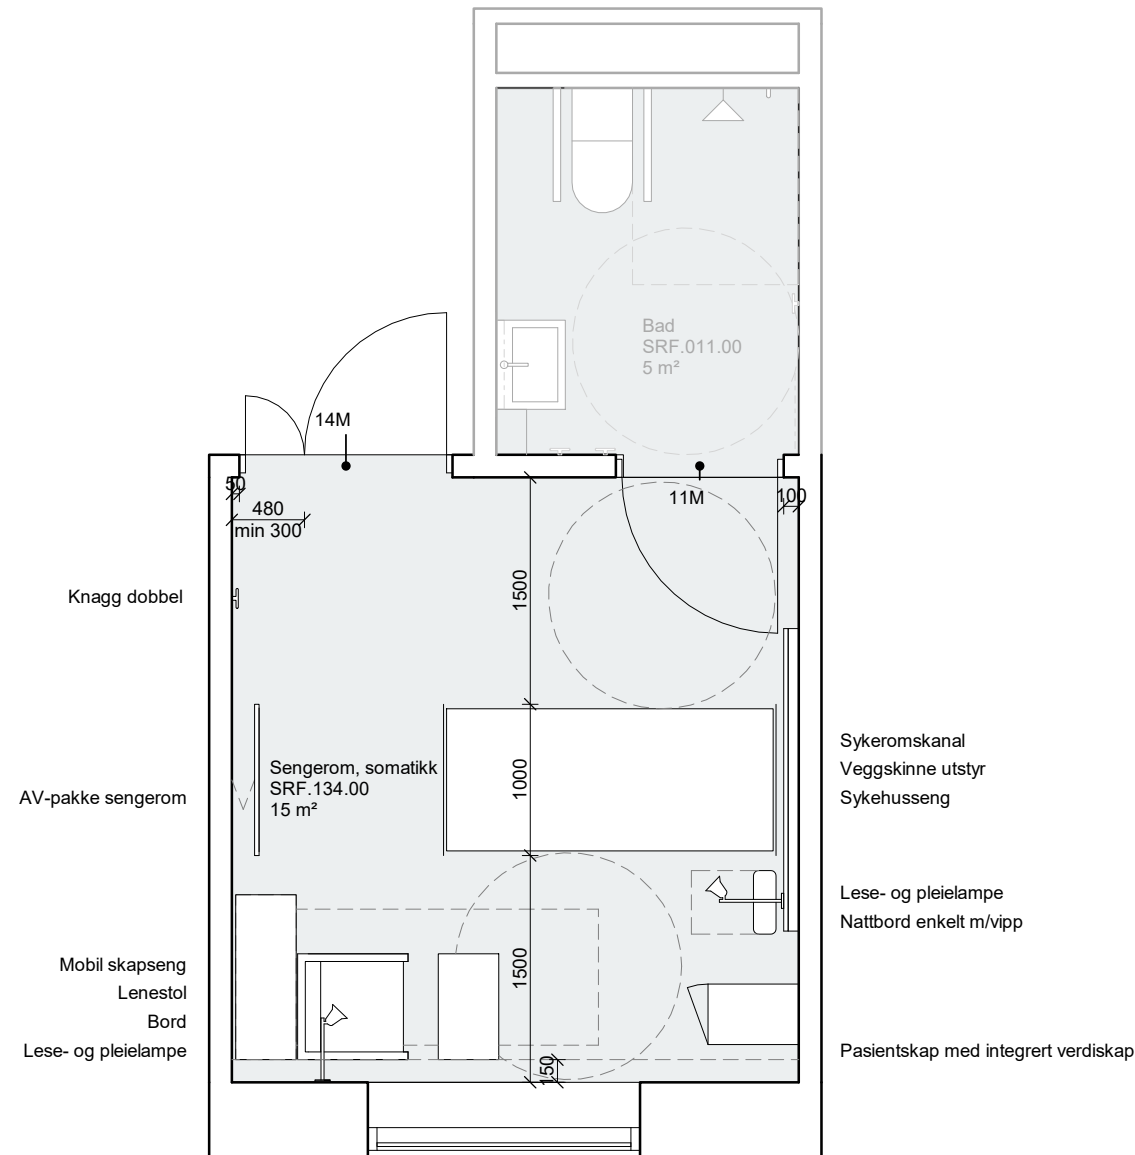 Bad
SRF.011.00
5 m²
14M
11M
50
100
480
min 300
1500
Knagg dobbel
Sengerom, somatikk
SRF.134.00
15 m²
1000
AV-pakke sengerom
Sykeromskanal
Veggskinne utstyr
Sykehusseng
Lese- og pleielampe
Nattbord enkelt m/vipp
Mobil skapseng
Lenestol
Bord
Lese- og pleielampe
1500
150
Pasientskap med integrert verdiskap